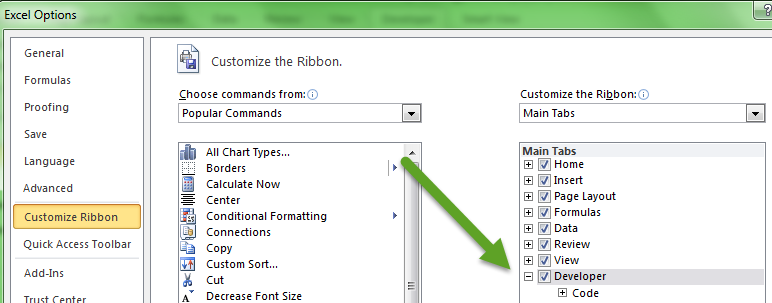 Excel Options
?
General
Formulas
Proofing
Save
Language
Advanced
Customize Ribbon
Quick Access Toolbar
Add-Ins
Trust Center
Customize the Ribbon.
Choose commands from:
Popular Commands
All Chart Types...
Borders
Calculate Now
Center
Conditional Formatting
Connections
Copy
Custom Sort...
Cut
Decrease Font Size
Customize the Ribbon:
Main Tabs
Main Tabs
Home
Insert
Page Layout
Formulas
Data
Review
View
Developer
Code